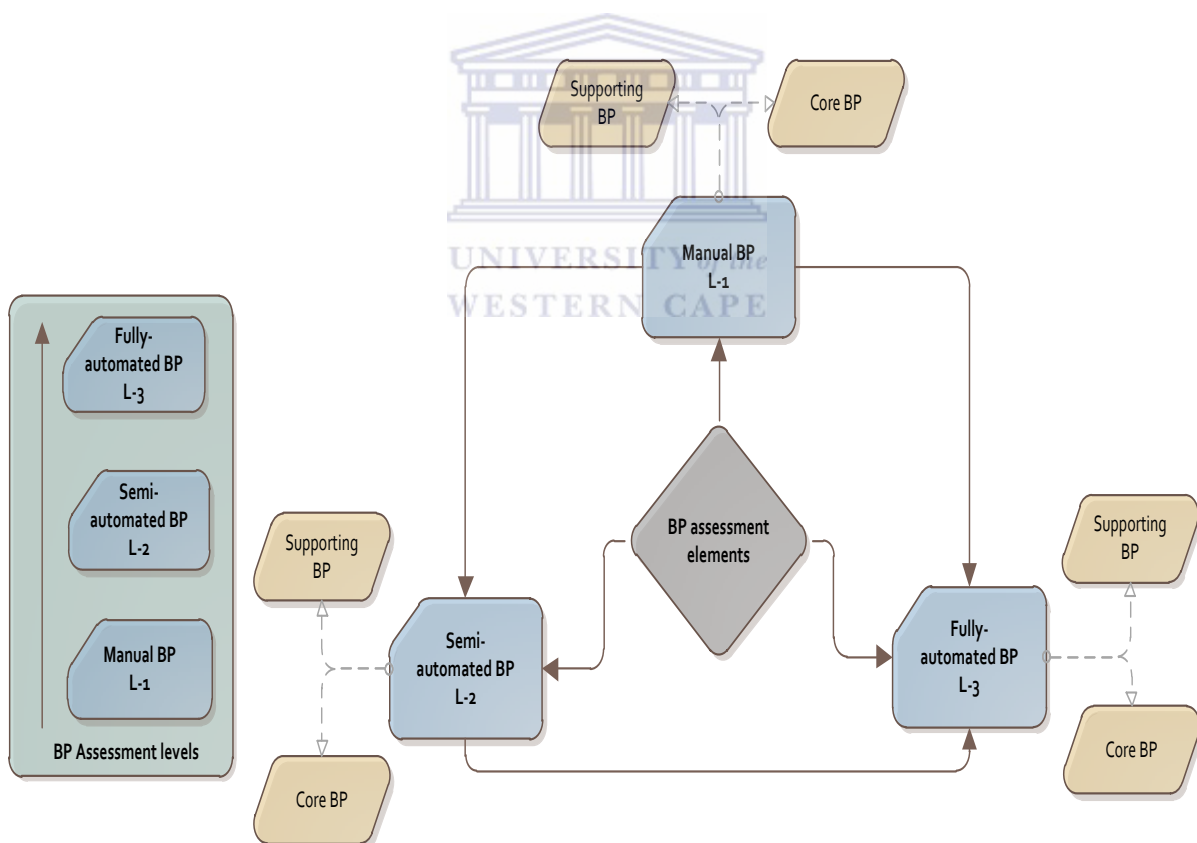 Supporting
BP
Core BP
Manual BP
L-1
UNIVERSITY of the
WESTERN CAPE
Fully-
automated BP
L-3
Semi-
automated BP
L-2
Manual BP
L-1
BP Assessment levels
BP assessment
elements
Supporting
BP
Semi-
automated BP
L-2
Core BP
Supporting
BP
Fully-
automated BP
L-3
Core BP